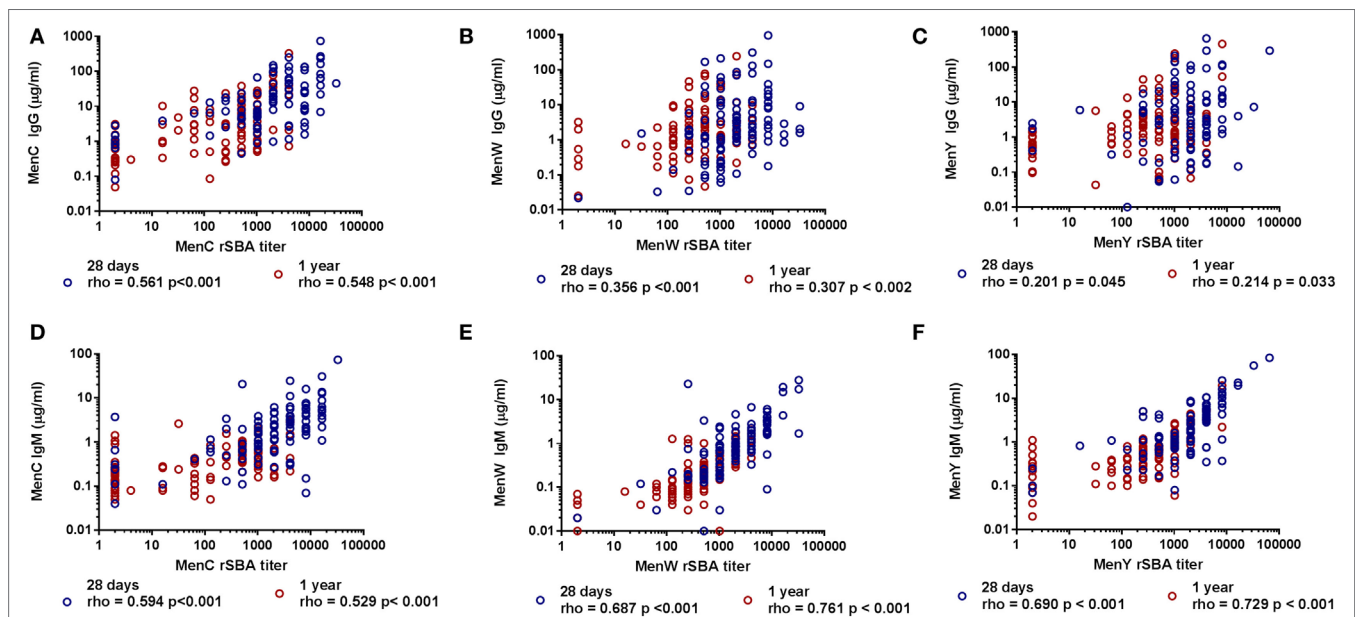 A
MenC IgG (µg/ml)
1000
100
10
1
0.1
0.01
1 10 100 1000 10000 100000
MenC rSBA titer
28 days
rho = 0.561 p<0.001
1 year
rho = 0.548 p< 0.001
B
MenW IgG (µg/ml)
1000
100
10
1
0.1
0.01
1 10 100 1000 10000 100000
MenW rSBA titer
28 days
rho = 0.356 p <0.001
1 year
rho = 0.307 p < 0.002
C
MenY IgG (µg/ml)
1000
100
10
1
0.1
0.01
1 10 100 1000 10000 100000
MenY rSBA titer
28 days
rho = 0.201 p = 0.045
1 year
rho = 0.214 p = 0.033
D
MenC IgM (µg/ml)
100
10
1
0.1
0.01
1 10 100 1000 10000 100000
MenC rSBA titer
28 days
rho = 0.594 p<0.001
1 year
rho = 0.529 p < 0.001
E
MenW IgM (µg/ml)
100
10
1
0.1
0.01
1 10 100 1000 10000 100000
MenW rSBA titer
28 days
rho = 0.687 p <0.001
1 year
rho = 0.761 p < 0.001
F
MenY IgM (µg/ml)
100
10
1
0.1
0.01
1 10 100 1000 10000 100000
MenY rSBA titer
28 days
rho = 0.690 p < 0.001
1 year
rho = 0.729 p < 0.001